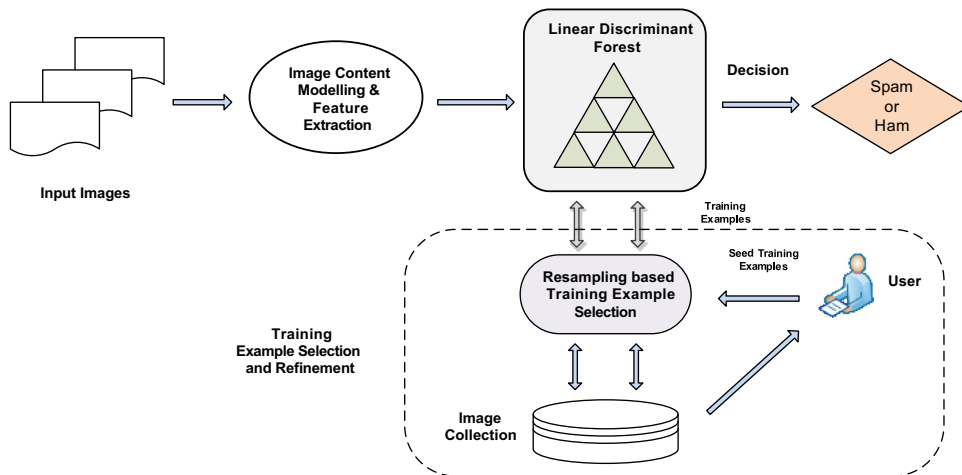 Linear Discriminant
Forest
Image Content
Modelling &
Feature
Extraction
Decision
Spam
or
Ham
Input Images
Training
Examples
Seed Training
Examples
Resampling based
Training Example
Selection
User
Training
Example Selection
and Refinement
Image
Collection